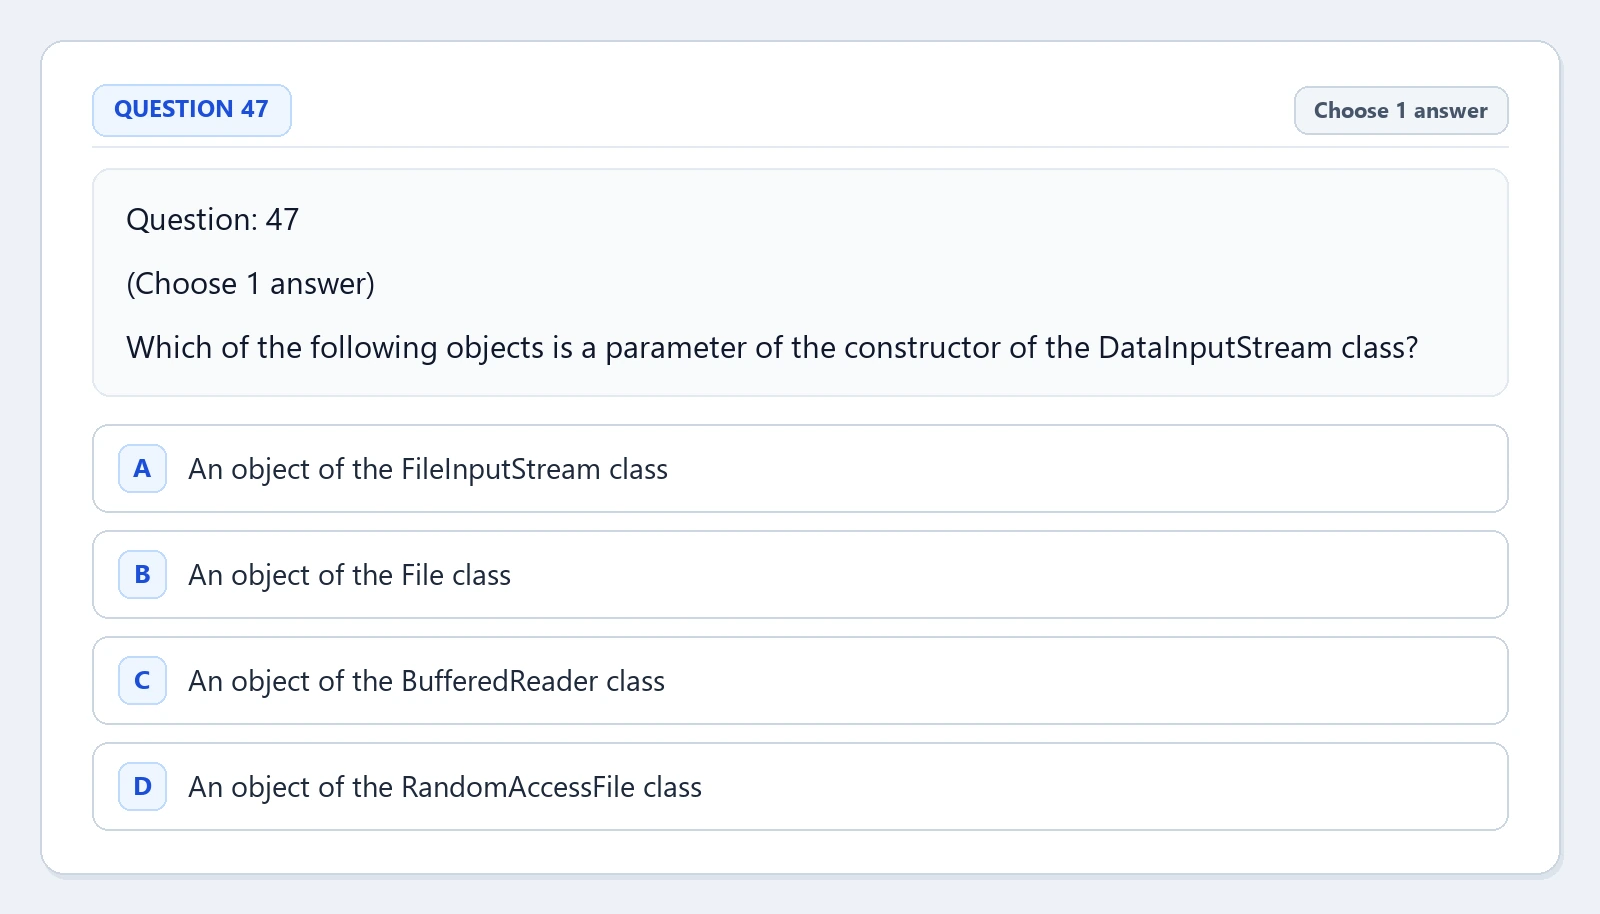 QUESTION 47
Choose 1 answer
Question: 47
(Choose 1 answer)
Which of the following objects is a parameter of the constructor of the DataInputStream class?
A An object of the FileInputStream class
B An object of the File class
C An object of the BufferedReader class
D An object of the RandomAccessFile class